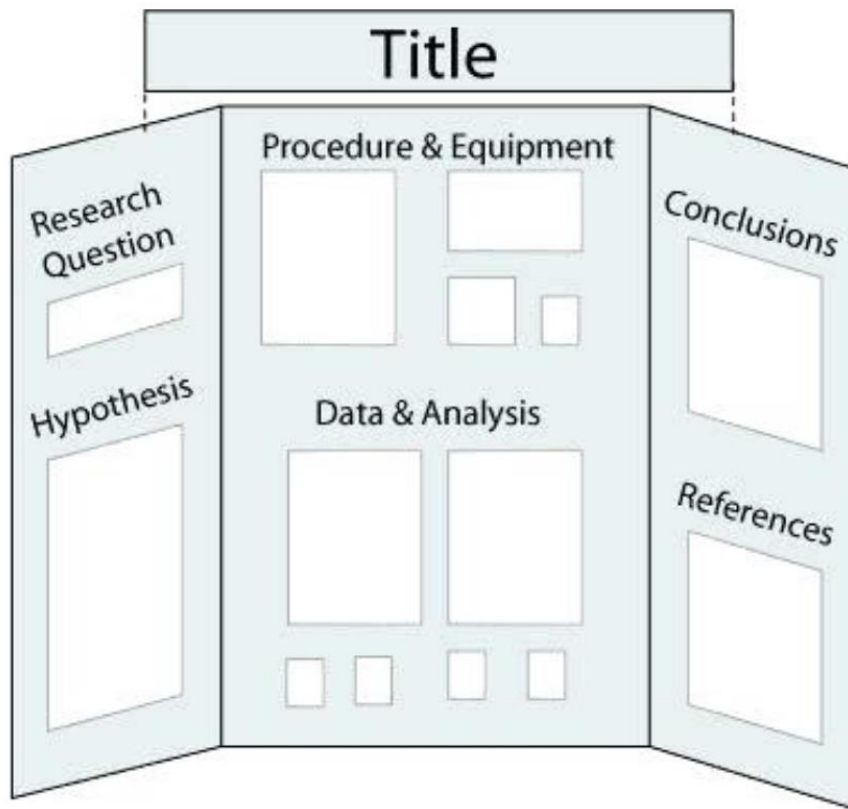 Title
Research
Question
Hypothesis
Procedure & Equipment
Data & Analysis
Conclusions
References